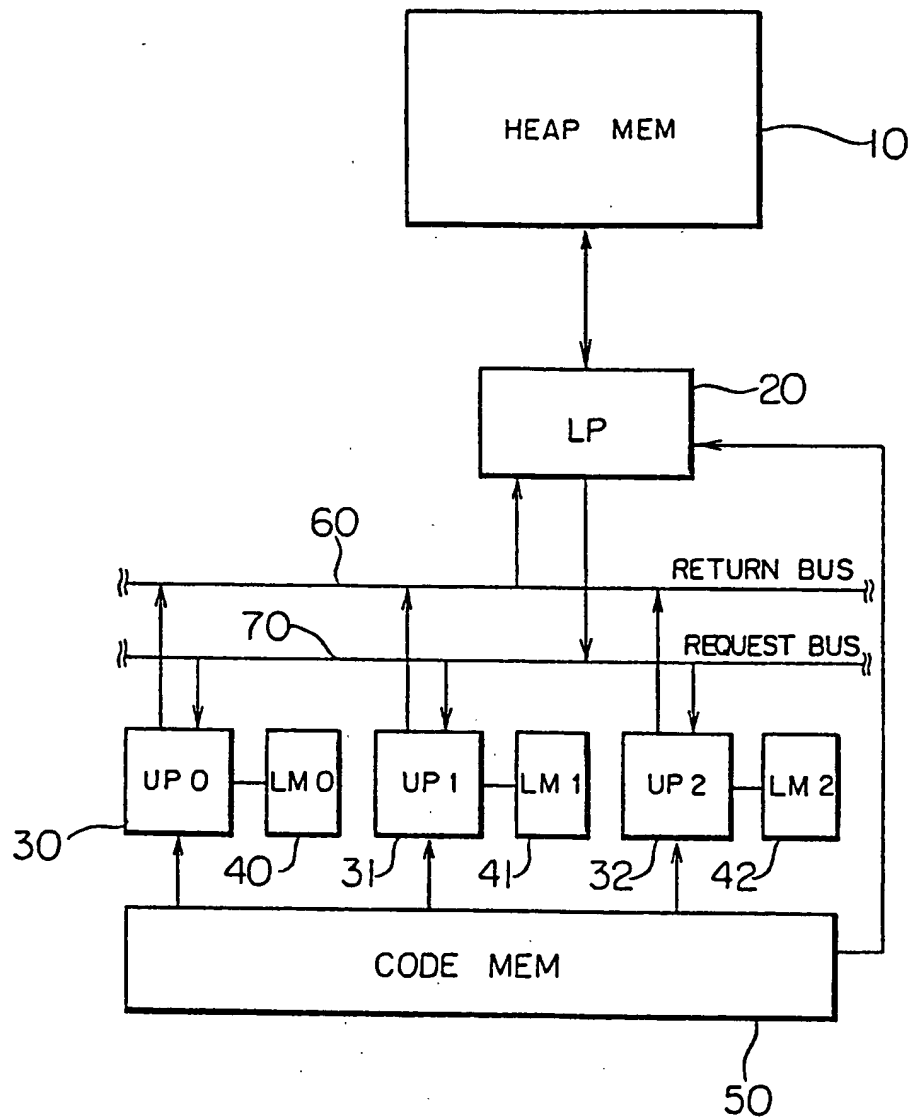 HEAP MEM
10
20
LP
60
RETURN BUS
70
REQUEST BUS
UP 0
LM 0
UP 1
LM 1
UP 2
LM 2
30
40
31
41
32
42
CODE MEM
50